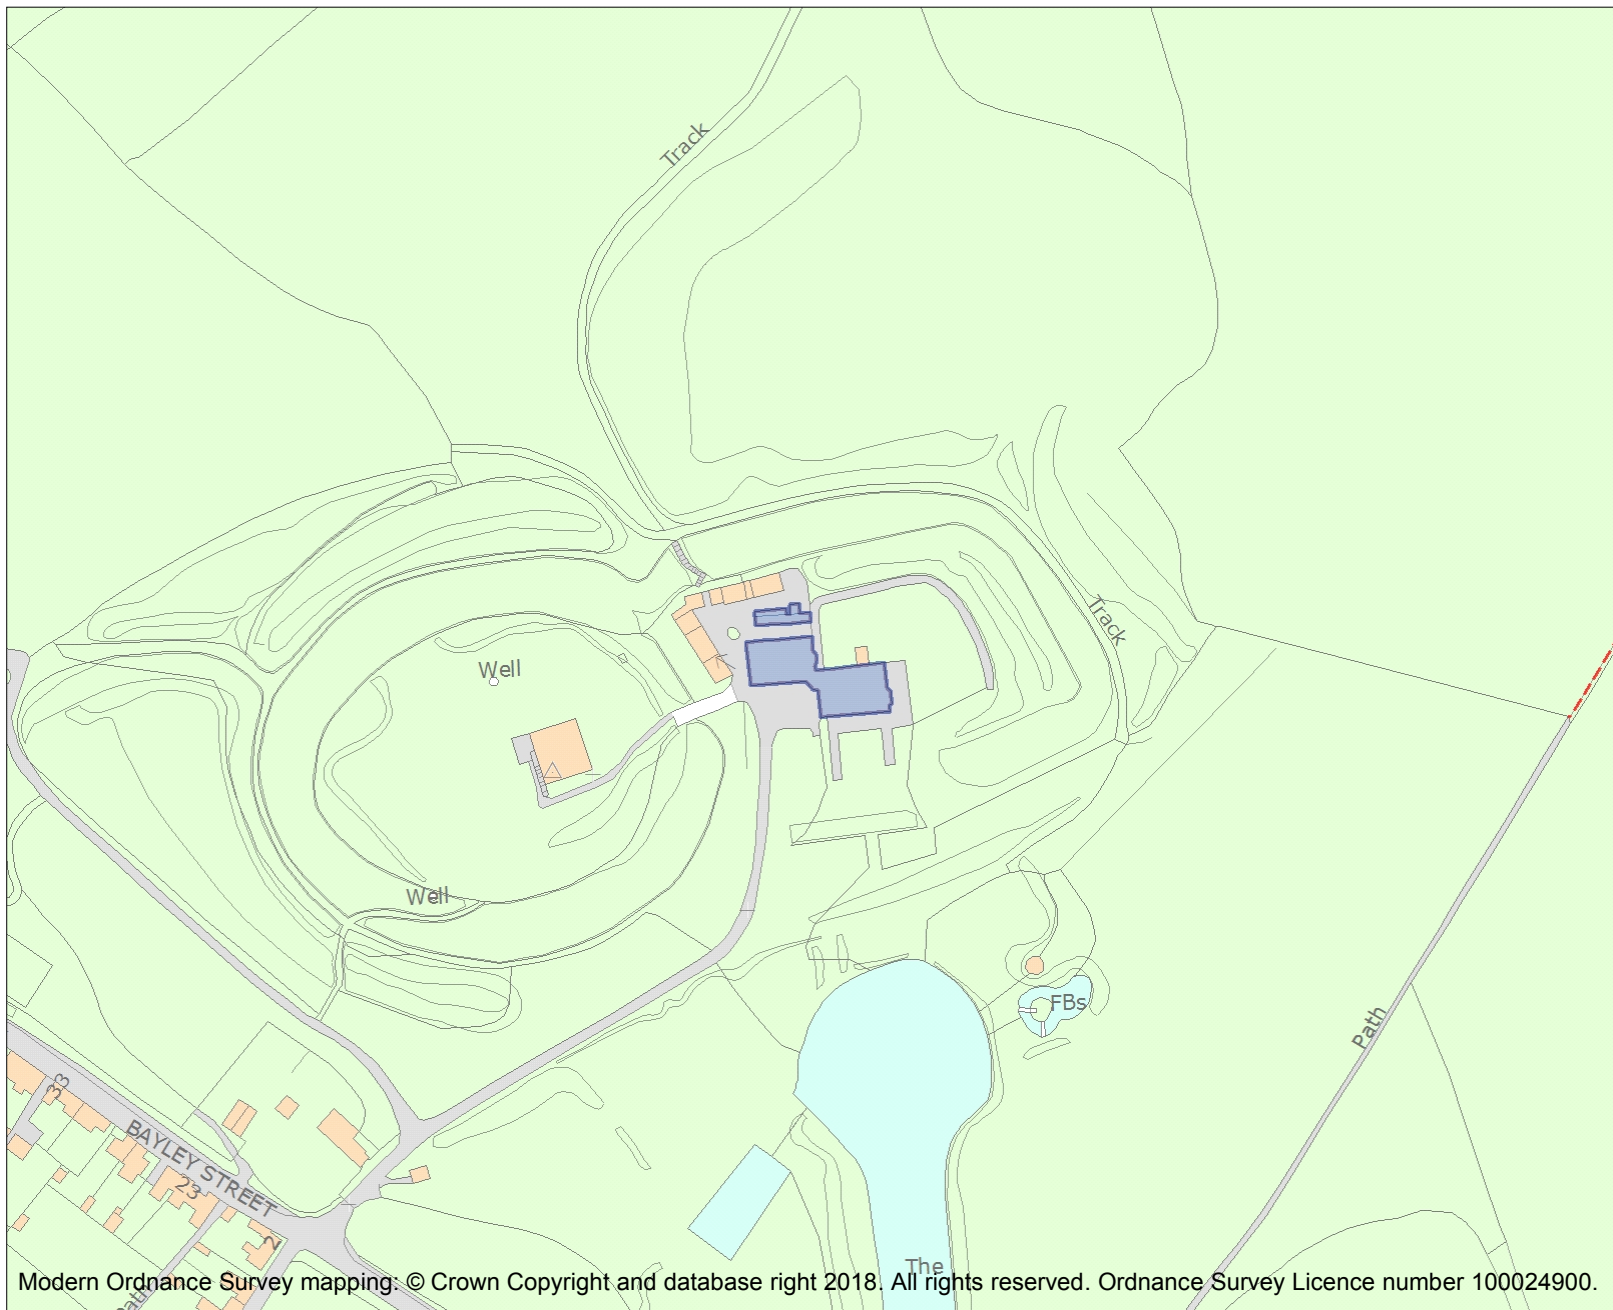 Track
Well
Track
Well
FBs
Path
33
BAYLEY STREET
23
2
The
Path
Modern Ordnance Survey mapping: © Crown Copyright and database right 2018. All rights reserved. Ordnance Survey Licence number 100024900.